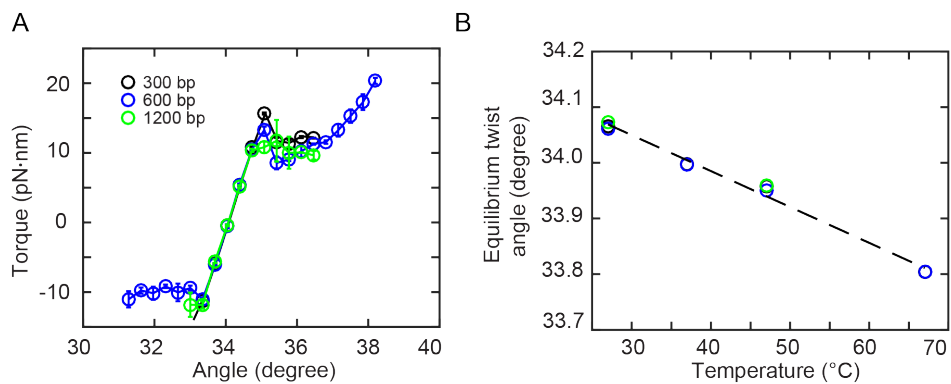 A
B
20
10
0
-10
Torque (pN·nm)
300 bp
600 bp
1200 bp
30
32
34
36
38
40
Angle (degree)
34.2
34.1
34.0
33.9
33.8
33.7
Equilibrium twist
angle (degree)
30
40
50
60
70
Temperature (°C)